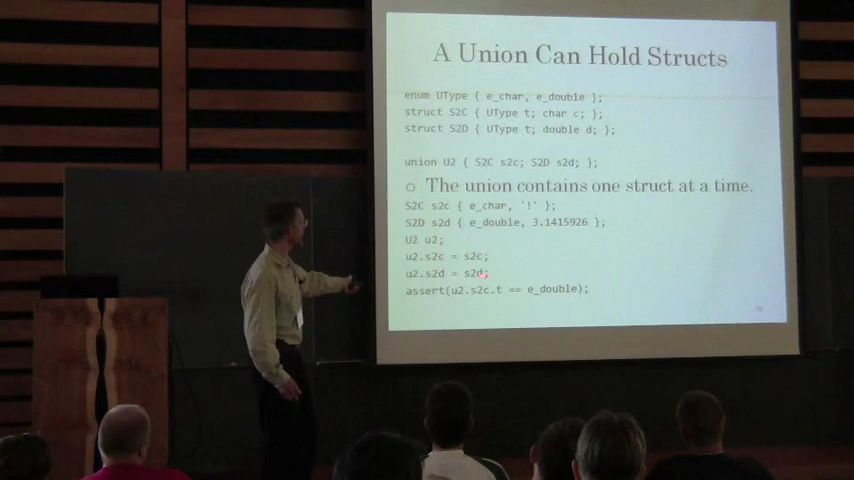 A Union Can Hold Structs
enum UType { e_char, e_double };
struct S2C { UType t; char c; };
struct S2D { UType t; double d; };
union U2 { S2C s2c; S2D s2d; };
○ The union contains one struct at a time.
S2C s2c { e_char, '!' };
S2D s2d { e_double, 3.1415926 };
U2 u2;
u2.s2c = s2c;
u2.s2d = s2d;
assert(u2.s2c.t == e_double);